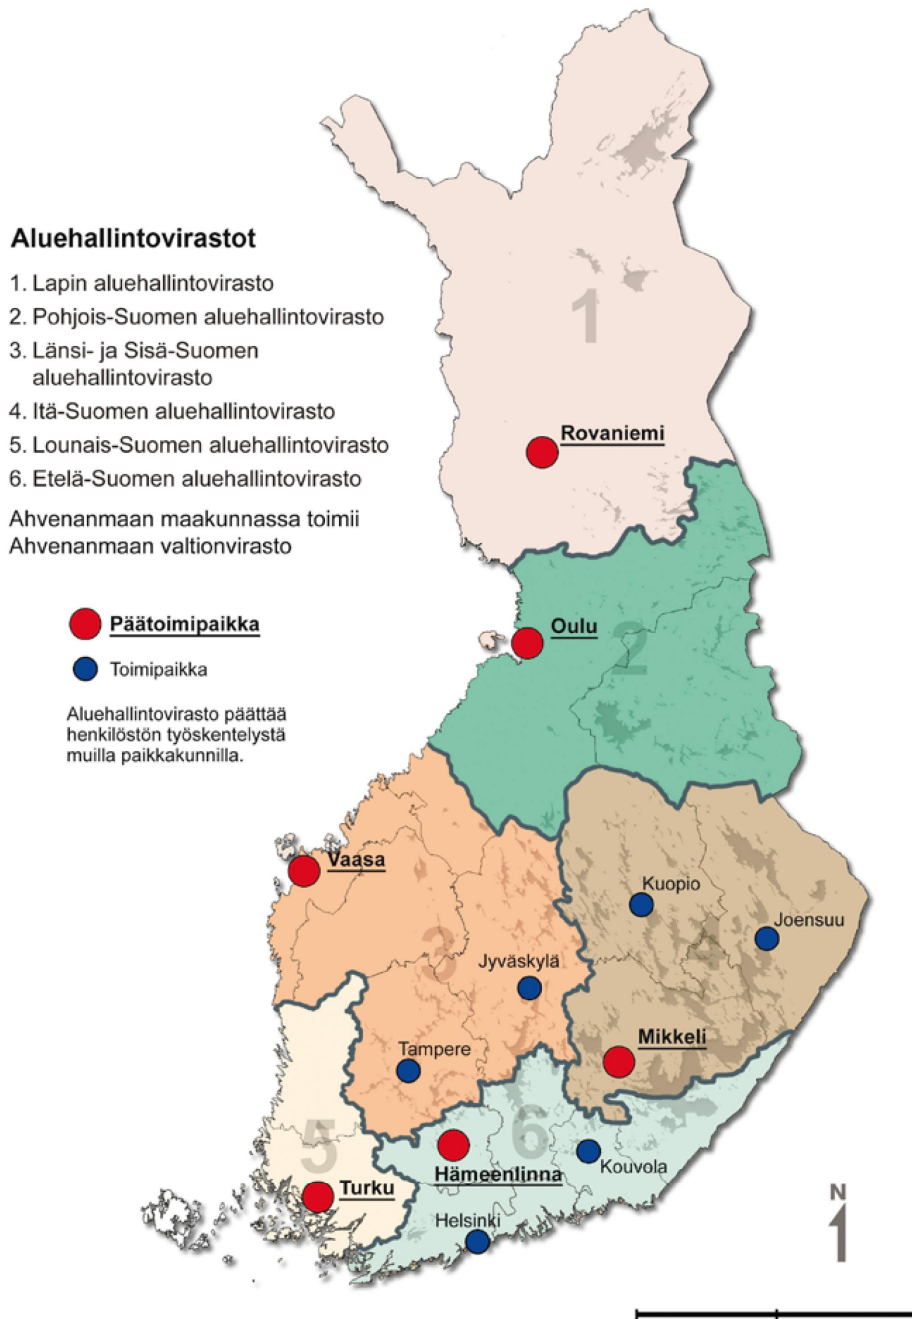 Aluehallintovirastot
1. Lapin aluehallintovirasto
2. Pohjois-Suomen aluehallintovirasto
3. Länsi- ja Sisä-Suomen
aluehallintovirasto
4. Itä-Suomen aluehallintovirasto
5. Lounais-Suomen aluehallintovirasto
6. Etelä-Suomen aluehallintovirasto
Ahvenanmaan maakunnassa toimii
Ahvenanmaan valtionvirasto
Päätoimipaikka
Toimipaikka
Aluehallintovirasto päättää
henkilöstön työskentelystä
muilla paikkakunnilla.
1
Rovaniemi
Oulu
2
Vaasa
Kuopio
Joensuu
3
4
Jyväskylä
Mikkeli
Tampere
5
6
Kouvola
Hämeenlinna
Turku
Helsinki
N